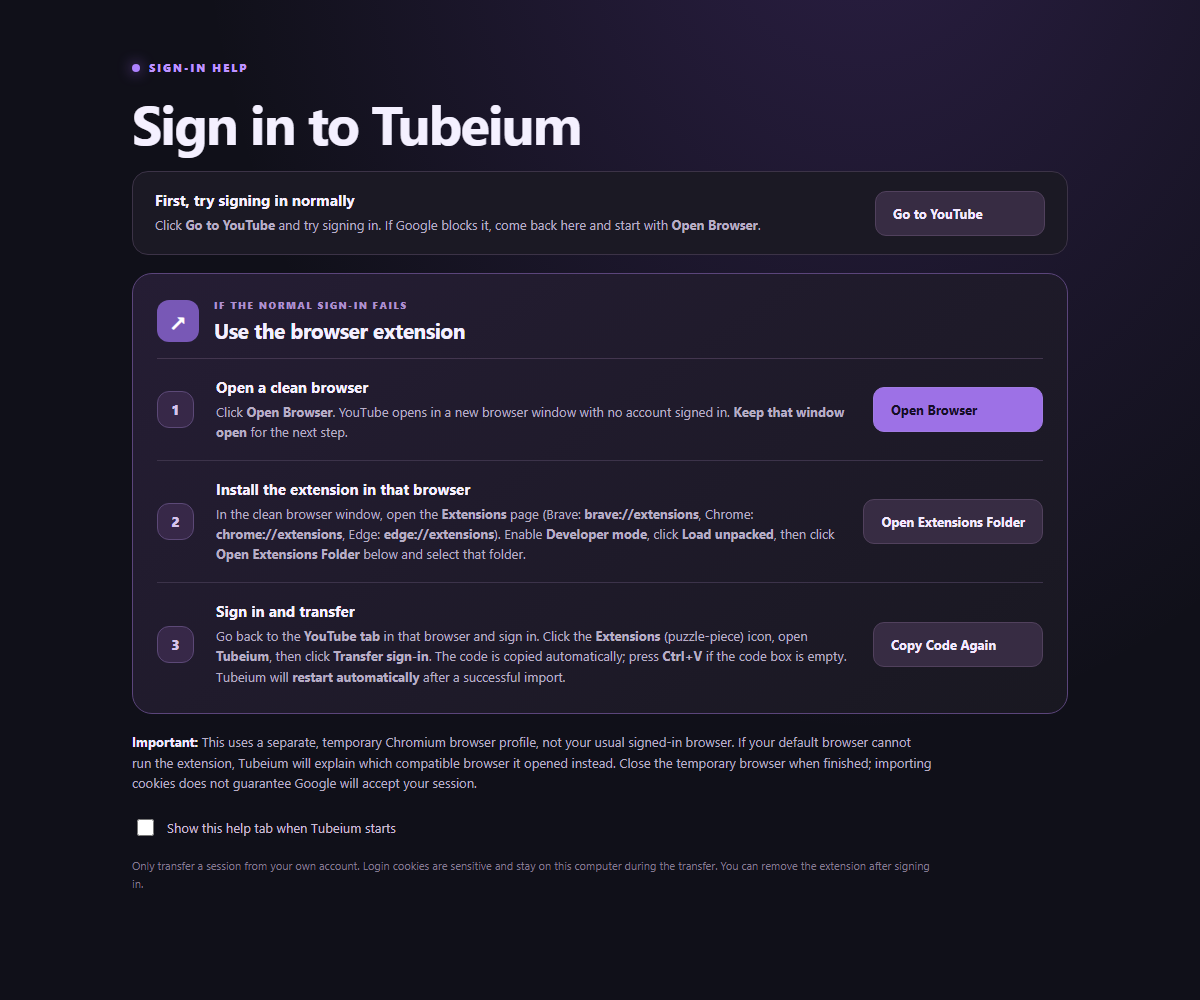 SIGN-IN HELP
Sign in to Tubeium
First, try signing in normally
Click Go to YouTube and try signing in. If Google blocks it, come back here and start with Open Browser.
Go to YouTube
↗
IF THE NORMAL SIGN-IN FAILS
Use the browser extension
1
Open a clean browser
Click Open Browser. YouTube opens in a new browser window with no account signed in. Keep that window
open for the next step.
Open Browser
2
Install the extension in that browser
In the clean browser window, open the Extensions page (Brave: brave://extensions, Chrome:
chrome://extensions, Edge: edge://extensions). Enable Developer mode, click Load unpacked, then click
Open Extensions Folder below and select that folder.
Open Extensions Folder
3
Sign in and transfer
Go back to the YouTube tab in that browser and sign in. Click the Extensions (puzzle-piece) icon, open
Tubeium, then click Transfer sign-in. The code is copied automatically; press Ctrl+V if the code box is empty.
Tubeium will restart automatically after a successful import.
Copy Code Again
Important: This uses a separate, temporary Chromium browser profile, not your usual signed-in browser. If your default browser cannot
run the extension, Tubeium will explain which compatible browser it opened instead. Close the temporary browser when finished; importing
cookies does not guarantee Google will accept your session.
Show this help tab when Tubeium starts
Only transfer a session from your own account. Login cookies are sensitive and stay on this computer during the transfer. You can remove the extension after signing
in.